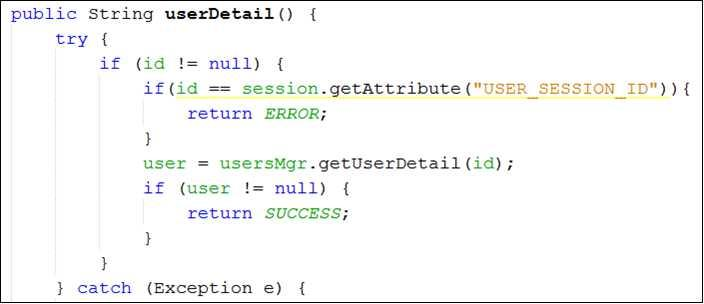 public String userDetail() {
try {
if (id != null) {
if(id == session.getAttribute("USER_SESSION_ID")){
return ERROR;
}
user = usersMgr.getUserDetail(id);
if (user != null) {
return SUCCESS;
}
}
} catch (Exception e) {